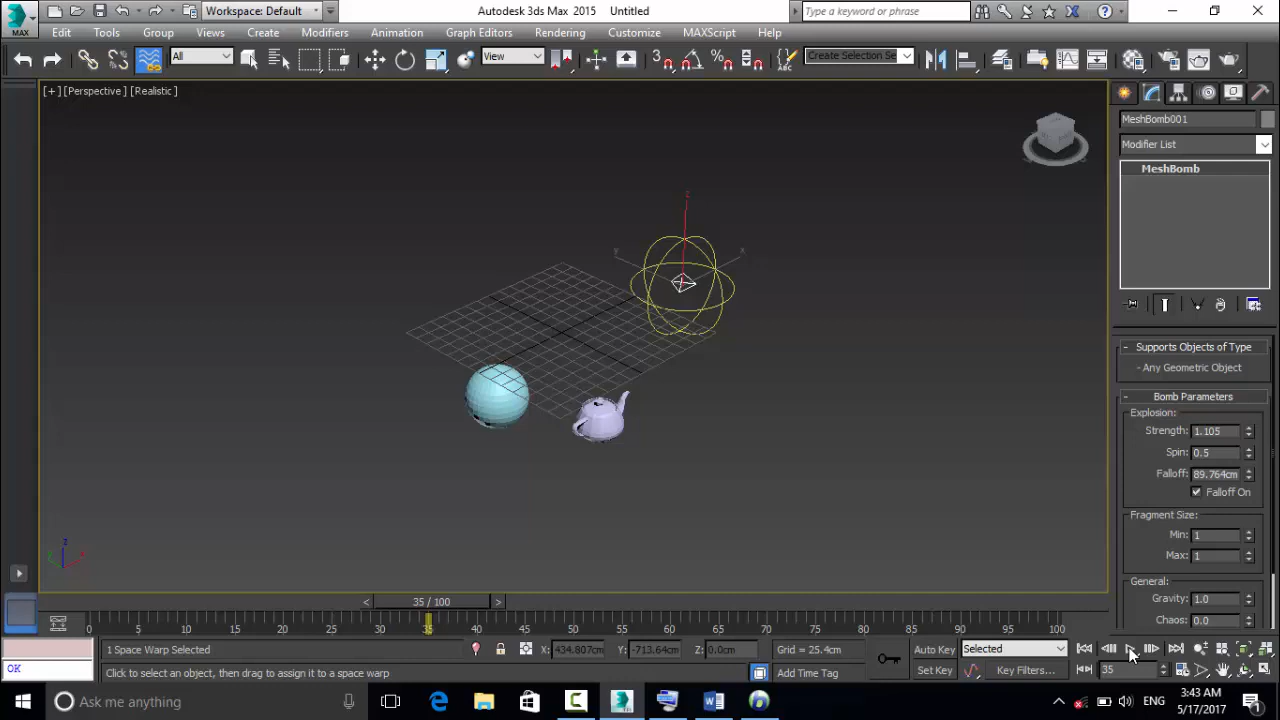 MAX
Workspace: Default
Autodesk 3ds Max 2015 Untitled
Type a keyword or phrase
Edit Tools Group Views Create Modifiers Animation Graph Editors Rendering Customize MAXScript Help
All
View
Create Selection Se
[+] [Perspective] [Realistic]
MeshBomb001
Modifier List
MeshBomb
z
y
x
Supports Objects of Type
- Any Geometric Object
Bomb Parameters
Explosion:
Strength: 1.105
Spin: 0.5
Falloff: 89.764cm
Falloff On
Fragment Size:
Min: 1
Max: 1
General:
Gravity: 1.0
Chaos: 0.0
z
< 35 / 100 >
0 5 10 15 20 25 30 35 40 45 50 55 60 65 70 75 80 85 90 95 100
1 Space Warp Selected X: 434.807cm Y: -713.64cm Z: 0.0cm Grid = 25.4cm Auto Key Selected
OK
Click to select an object, then drag to assign it to a space warp Add Time Tag Set Key Key Filters... 35
Ask me anything
ENG
3:43 AM
5/17/2017